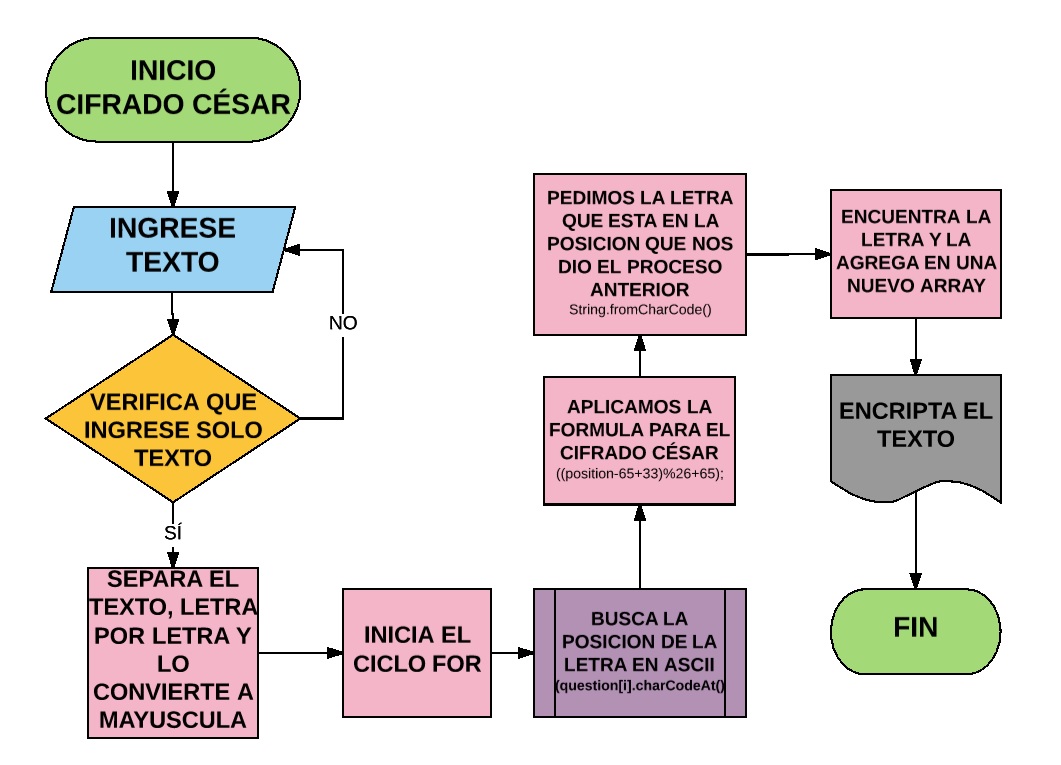 INICIO
CIFRADO CÉSAR
INGRESE
TEXTO
NO
VERIFICA QUE
INGRESE SOLO
TEXTO
SÍ
SEPARA EL
TEXTO, LETRA
POR LETRA Y
LO
CONVIERTE A
MAYUSCULA
INICIA EL
CICLO FOR
BUSCA LA
POSICION DE LA
LETRA EN ASCII
(question[i].charCodeAt()
APLICAMOS LA
FORMULA PARA EL
CIFRADO CÉSAR
((position-65+33)%26+65);
PEDIMOS LA LETRA
QUE ESTA EN LA
POSICION QUE NOS
DIO EL PROCESO
ANTERIOR
String.fromCharCode()
ENCUENTRA LA
LETRA Y LA
AGREGA EN UNA
NUEVO ARRAY
ENCRIPTA EL
TEXTO
FIN